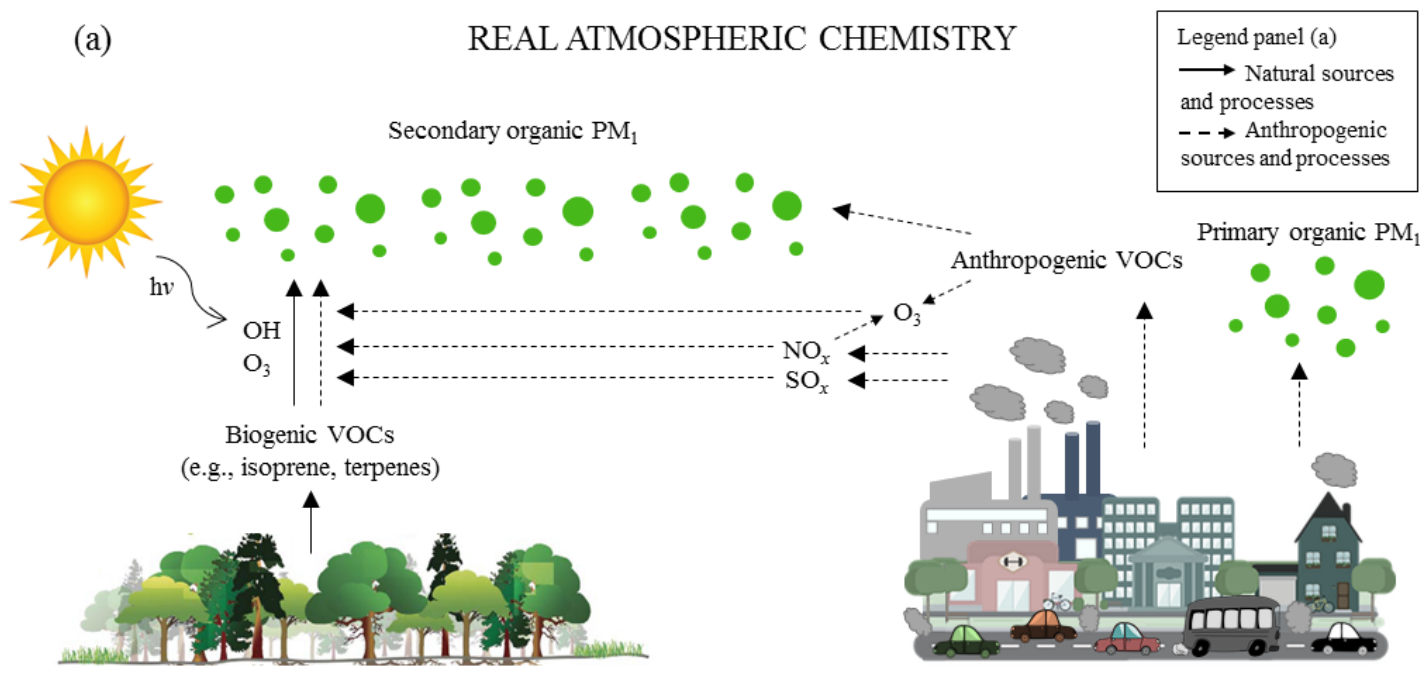 (a)
REAL ATMOSPHERIC CHEMISTRY
Legend panel (a)
Natural sources
and processes
Anthropogenic
sources and processes
Secondary organic PM₁
Primary organic PM₁
Anthropogenic VOCs
hν
OH
O₃
O₃
NOₓ
SOₓ
Biogenic VOCs
(e.g., isoprene, terpenes)